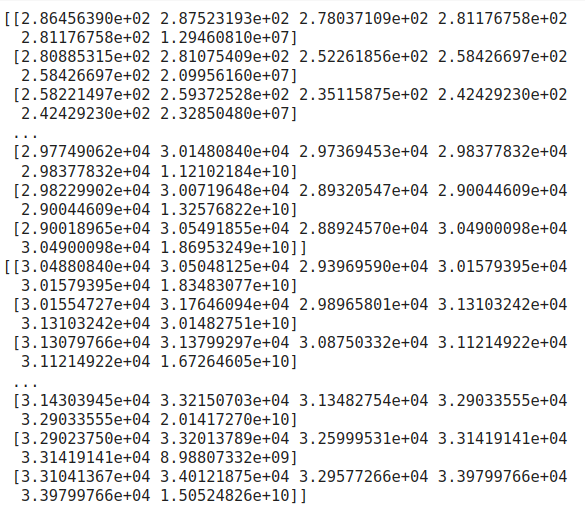 [[2.86456390e+02 2.87523193e+02 2.78037109e+02 2.81176758e+02
2.81176758e+02 1.29460810e+07]
[2.80885315e+02 2.81075409e+02 2.52261856e+02 2.58426697e+02
2.58426697e+02 2.09956160e+07]
[2.58221497e+02 2.59372528e+02 2.35115875e+02 2.42429230e+02
2.42429230e+02 2.32850480e+07]
...
[2.97749062e+04 3.01480840e+04 2.97369453e+04 2.98377832e+04
2.98377832e+04 1.12102184e+10]
[2.98229902e+04 3.00719648e+04 2.89320547e+04 2.90044609e+04
2.90044609e+04 1.32576822e+10]
[2.90018965e+04 3.05491855e+04 2.88924570e+04 3.04900098e+04
3.04900098e+04 1.86953249e+10]]
[[3.04880840e+04 3.05048125e+04 2.93969590e+04 3.01579395e+04
3.01579395e+04 1.83483077e+10]
[3.01554727e+04 3.17646094e+04 2.98965801e+04 3.13103242e+04
3.13103242e+04 3.01482751e+10]
[3.13079766e+04 3.13799297e+04 3.08750332e+04 3.11214922e+04
3.11214922e+04 1.67264605e+10]
...
[3.14303945e+04 3.32150703e+04 3.13482754e+04 3.29033555e+04
3.29033555e+04 2.01417270e+10]
[3.29023750e+04 3.32013789e+04 3.25999531e+04 3.31419141e+04
3.31419141e+04 8.98807332e+09]
[3.31041367e+04 3.40121875e+04 3.29577266e+04 3.39799766e+04
3.39799766e+04 1.50524826e+10]]